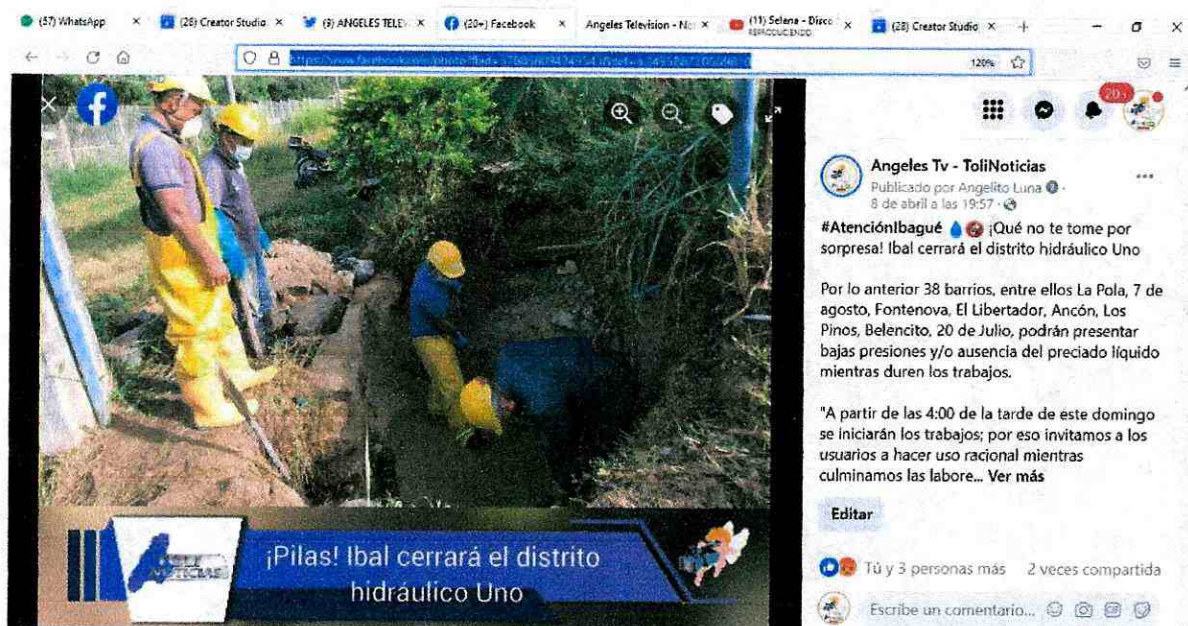 (57) WhatsApp
(28) Creator Studio
(9) ANGELES TELEV
(20+) Facebook
Angeles Television - No
(11) Selena - Disco
REPRODUCIENDO
(28) Creator Studio
120%
20+
Angeles Tv - ToliNoticias
Publicado por Angelito Luna
8 de abril a las 19:57
#AtenciónIbagué 💧 ¡Qué no te tome por
sorpresa! Ibal cerrará el distrito hidráulico Uno
Por lo anterior 38 barrios, entre ellos La Pola, 7 de
agosto, Fontenova, El Libertador, Ancón, Los
Pinos, Belencito, 20 de Julio, podrán presentar
bajas presiones y/o ausencia del preciado líquido
mientras duren los trabajos.
"A partir de las 4:00 de la tarde de este domingo
se iniciarán los trabajos; por eso invitamos a los
usuarios a hacer uso racional mientras
culminamos las labore... Ver más
Editar
Tú y 3 personas más 2 veces compartida
Escribe un comentario...
NOTICIAS
¡Pilas! Ibal cerrará el distrito
hidráulico Uno